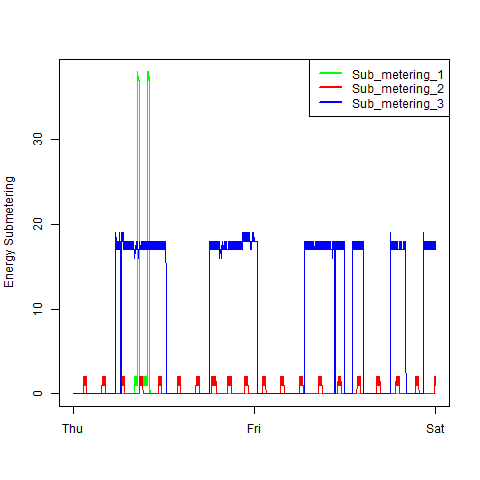 Sub_metering_1
Sub_metering_2
Sub_metering_3
Energy Submetering
30
20
10
0
Thu Fri Sat